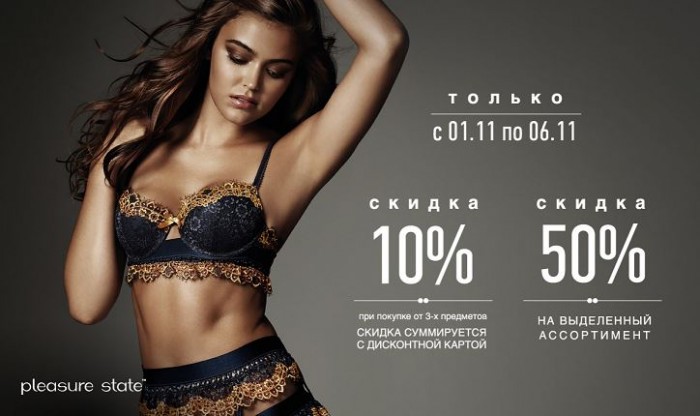 ТОЛЬКО
с 01.11 по 06.11
СКИДКА
10%
при покупке от 3-х предметов
СКИДКА СУММИРУЕТСЯ
С ДИСКОНТНОЙ КАРТОЙ
СКИДКА
50%
НА ВЫДЕЛЕННЫЙ
АССОРТИМЕНТ
pleasure state™